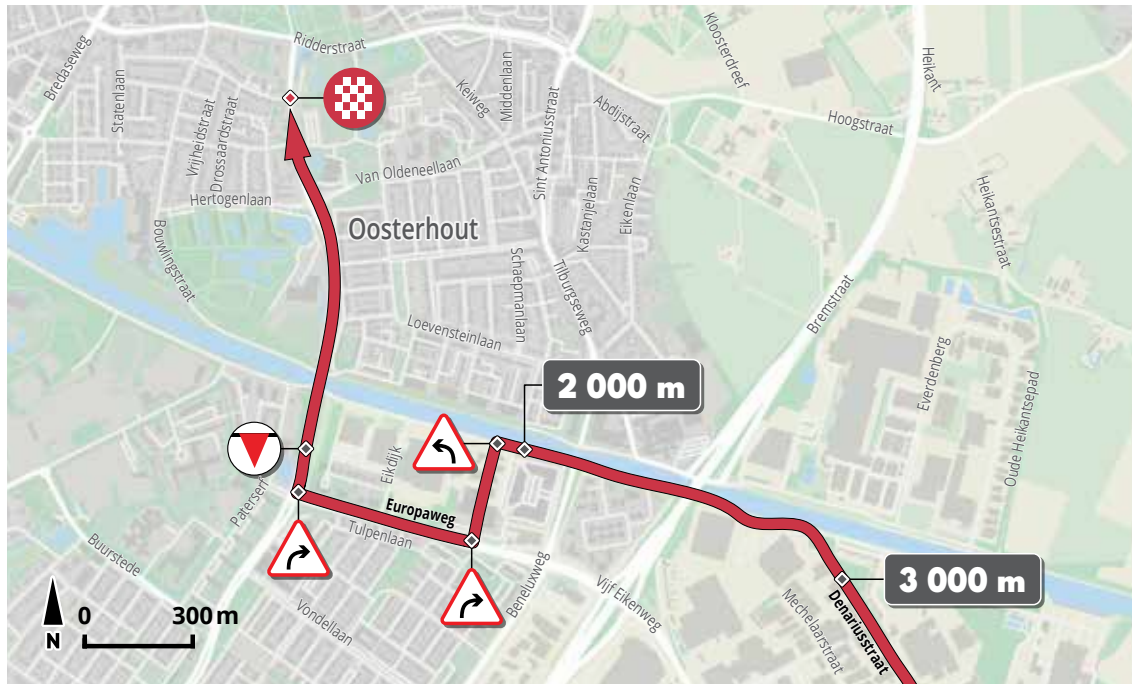 Ridderstraat
Bredaseweg
Statenlaan
Vrijheidstraat
Drossaardstraat
Hertogenlaan
Bouwlingstraat
Keiweg
Middenlaan
Sint Antoniusstraat
Abdijstraat
Kloosterdreef
Heikant
Hoogstraat
Van Oldeneellaan
Oosterhout
Kastanjelaan
Eikenlaan
Heikantsestraat
Schaepmanlaan
Tilburgseweg
Loevensteinlaan
Bremstraat
Everdenberg
Oude Heikantsepad
2 000 m
Eikdijk
Europaweg
Tulpenlaan
Buurstede
Vondellaan
Beneluxweg
Vijf Eikenweg
Mechelaarstraat
Denariusstraat
3 000 m
0 300 m
N